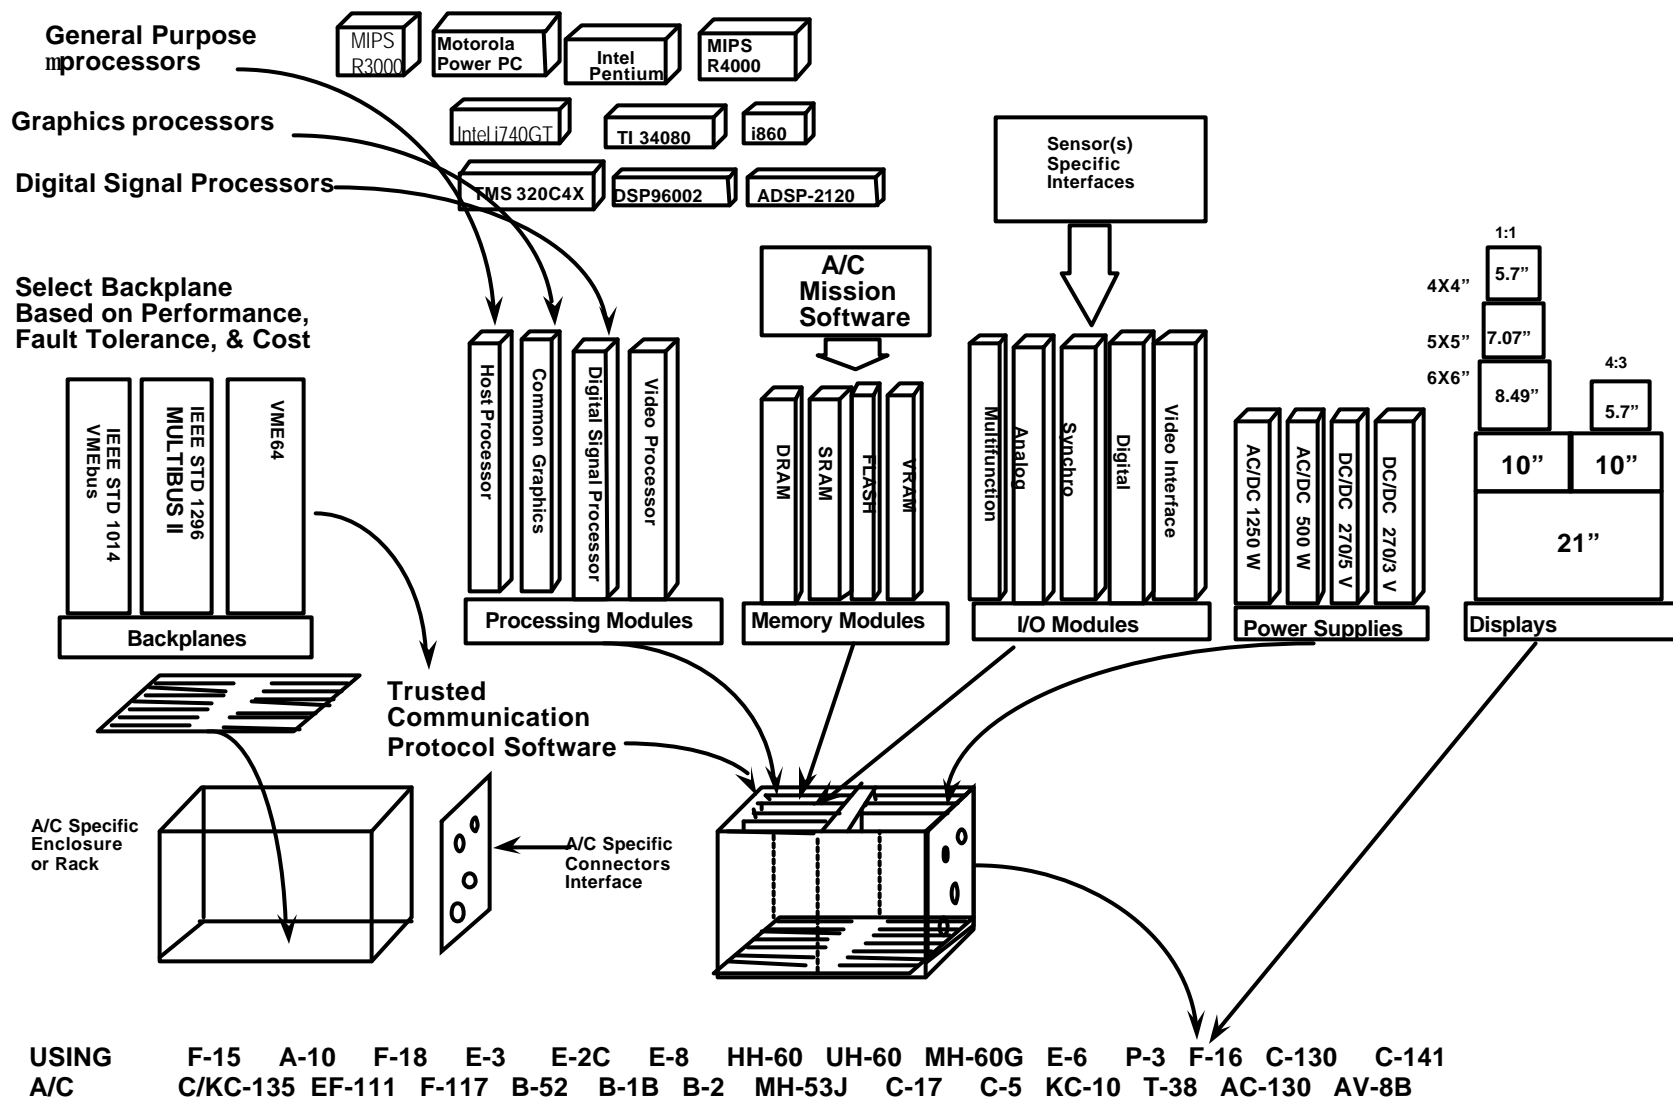 General Purpose
mprocessors
MIPS
R3000
Motorola
Power PC
Intel
Pentium
MIPS
R4000
Graphics processors
Intel i740GT
TI 34080
i860
Digital Signal Processors
TMS 320C4X
DSP96002
ADSP-2120
Sensor(s)
Specific
Interfaces
A/C
Mission
Software
Select Backplane
Based on Performance,
Fault Tolerance, & Cost
IEEE STD 1014
VMEbus
IEEE STD 1296
MULTIBUS II
VME64
Backplanes
Host Processor
Common Graphics
Digital Signal Processor
Video Processor
Processing Modules
DRAM
SRAM
FLASH
VRAM
Memory Modules
Multifunction
Analog
Synchro
Digital
Video Interface
I/O Modules
AC/DC 1250 W
AC/DC 500 W
DC/DC 270/5 V
DC/DC 270/3 V
Power Supplies
1:1
4X4”
5.7”
5X5”
7.07”
6X6”
8.49”
4:3
5.7”
10”
10”
21”
Displays
Trusted
Communication
Protocol Software
A/C Specific
Enclosure
or Rack
A/C Specific
Connectors
Interface
USING F-15 A-10 F-18 E-3 E-2C E-8 HH-60 UH-60 MH-60G E-6 P-3 F-16 C-130 C-141
A/C C/KC-135 EF-111 F-117 B-52 B-1B B-2 MH-53J C-17 C-5 KC-10 T-38 AC-130 AV-8B